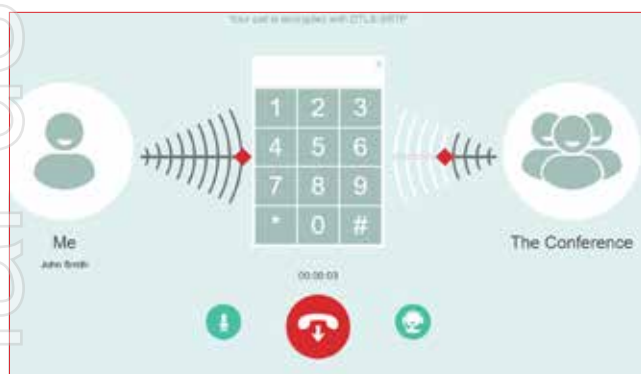 Your call is encrypted with DTLS-SRTP
1 2 3
4 5 6
7 8 9
* 0 #
Me
John Smith
The Conference
00:00:03